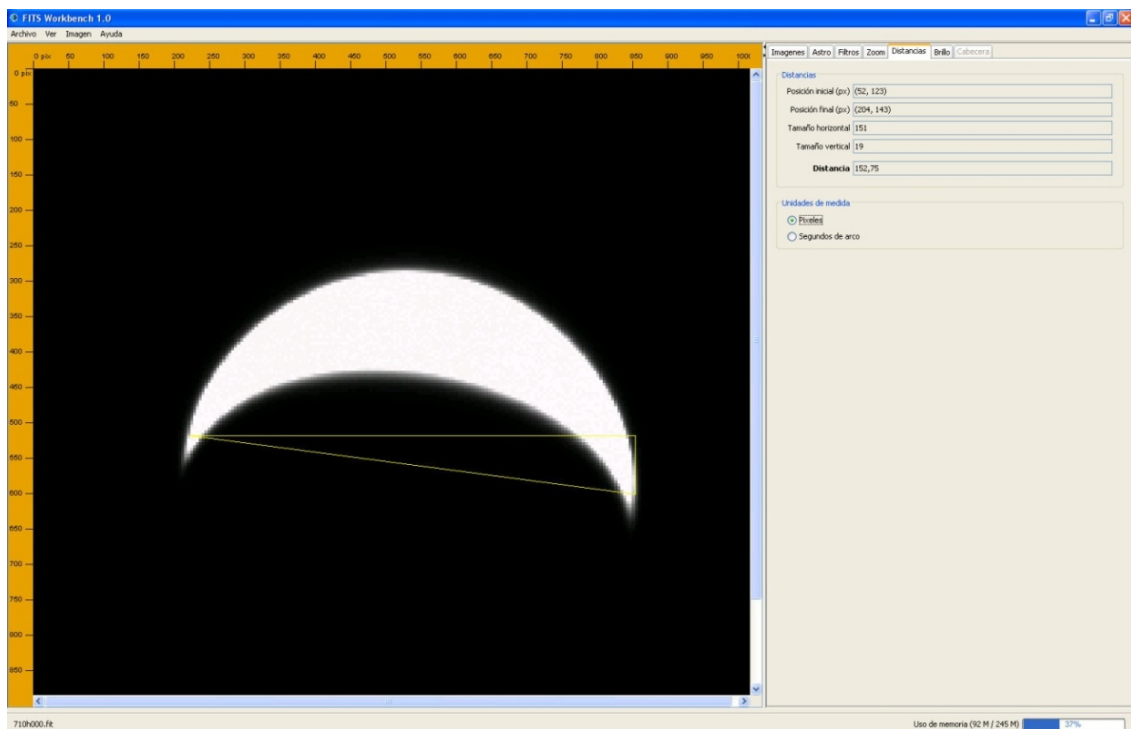 FITS Workbench 1.0
Archivo Ver Imagen Ayuda
0 pix 50 100 150 200 250 300 350 400 450 500 550 600 650 700 750 800 850 900 950 1000
0 pix
50
100
150
200
250
300
350
400
450
500
550
600
650
700
750
800
850
Imagenes Astro Filtros Zoom Distancias Brillo Cabecera
Distancias
Posición inicial (px) (52, 123)
Posición final (px) (204, 143)
Tamaño horizontal 151
Tamaño vertical 19
Distancia 152,75
Unidades de medida
Pixeles
Segundos de arco
710h000.fit
Uso de memoria (92 M / 245 M) 37%